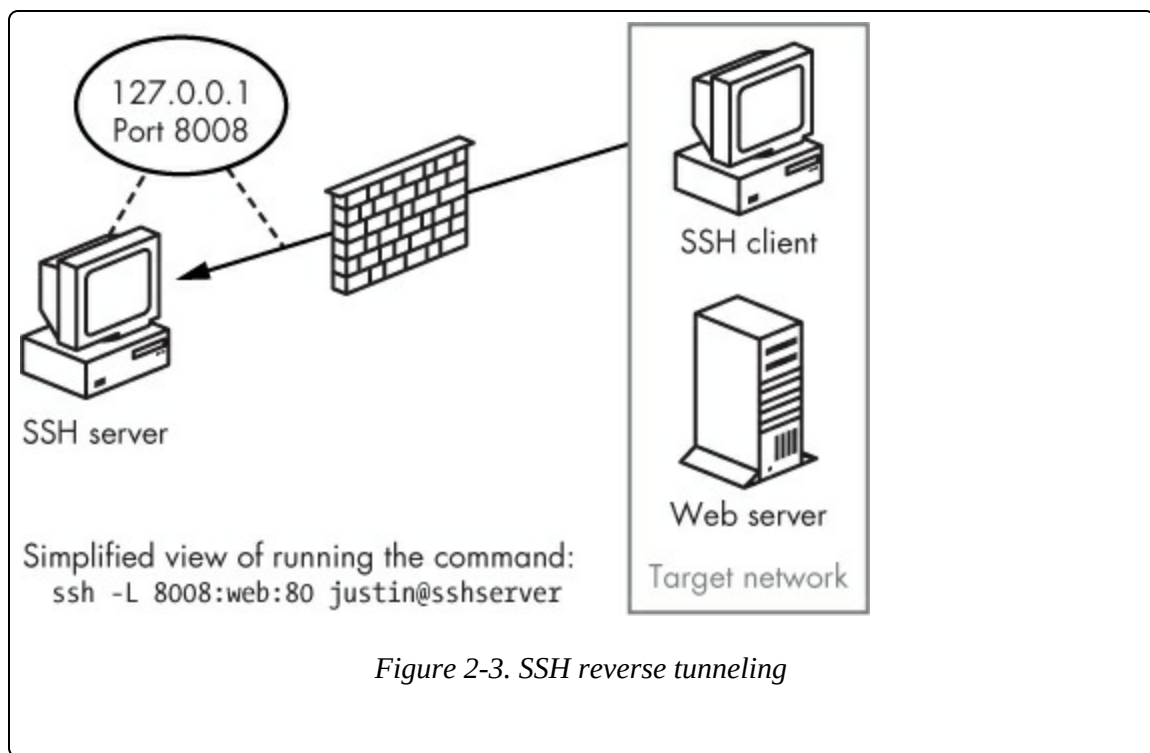 127.0.0.1
Port 8008
SSH client
SSH server
Web server
Simplified view of running the command:
ssh -L 8008:web:80 justin@sshserver
Target network
Figure 2-3. SSH reverse tunneling